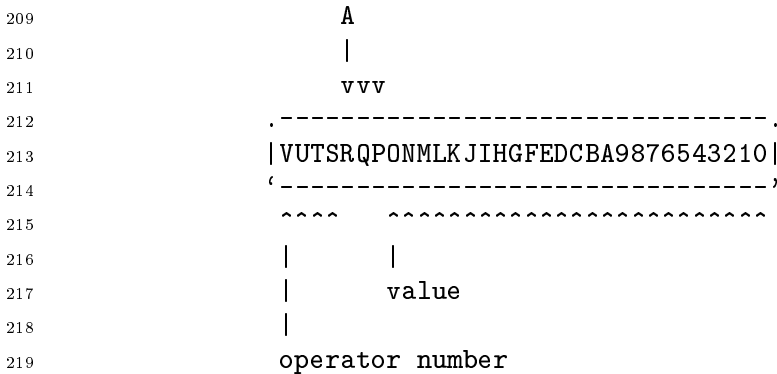 209                      A
210                      |
211                      vvv
212                 .--------------------------------.
213                 |VUTSRQPONMLKJIHGFEDCBA9876543210|
214                 `--------------------------------'
215                  ^^^^   ^^^^^^^^^^^^^^^^^^^^^^^^^
216                  |      |
217                  |      value
218                  |
219                  operator number